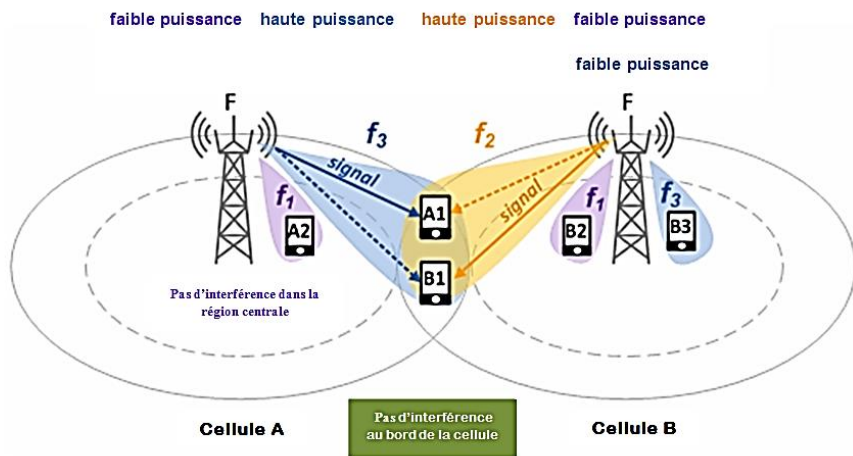 faible puissance haute puissance haute puissance faible puissance
faible puissance
F F
f3 f2
signal signal
f1 A2 A1 f1 B2 f3 B3
B1
Pas d'interférence dans la
région centrale
Cellule A
Pas d'interférence
au bord de la cellule
Cellule B